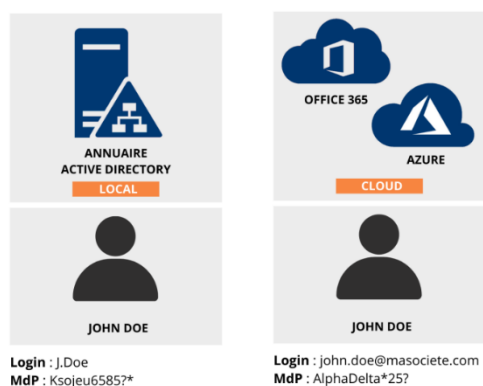 ANNUAIRE
ACTIVE DIRECTORY
LOCAL
JOHN DOE
Login : J.Doe
MdP : Ksojeu6585?*
OFFICE 365
AZURE
CLOUD
JOHN DOE
Login : john.doe@masociete.com
MdP : AlphaDelta*25?